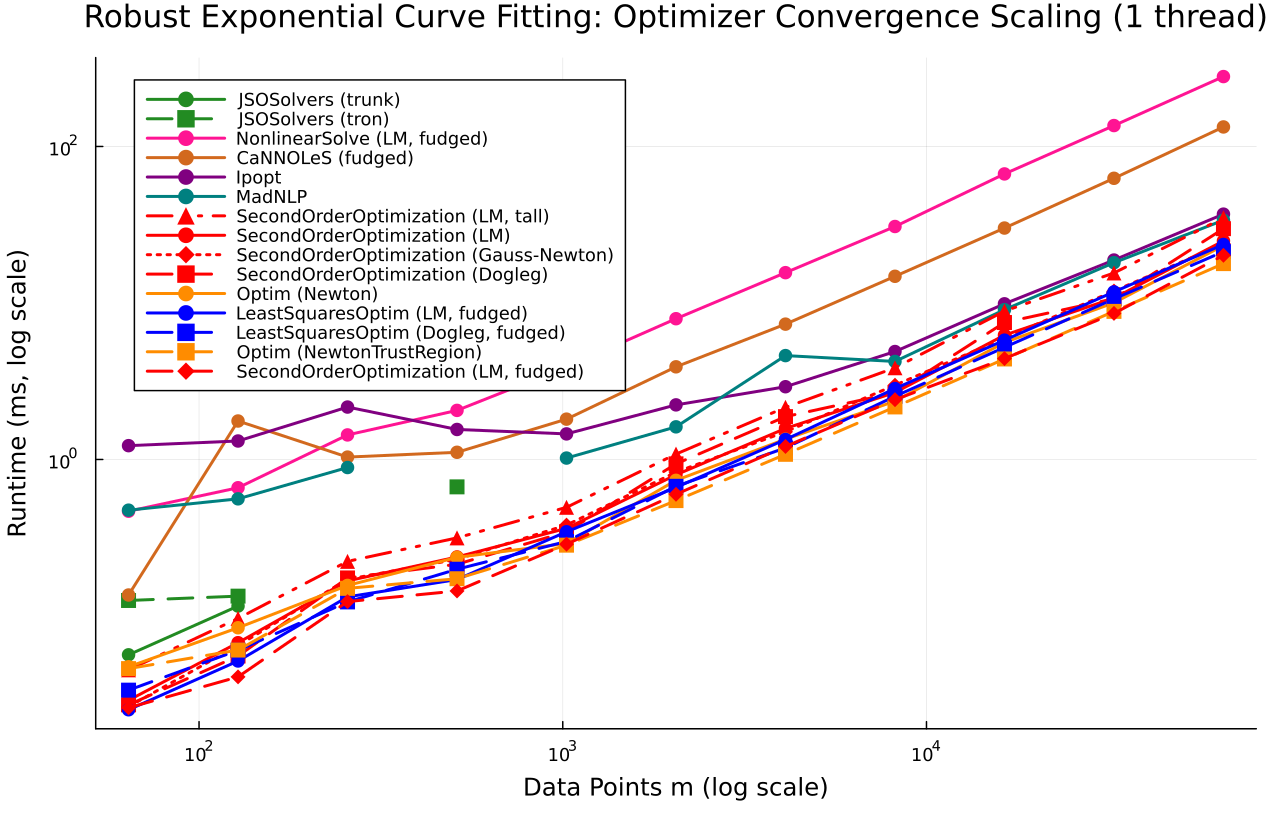 Robust Exponential Curve Fitting: Optimizer Convergence Scaling (1 thread)
JSOSolvers (trunk)
JSOSolvers (tron)
NonlinearSolve (LM, fudged)
CaNNOLeS (fudged)
Ipopt
MadNLP
SecondOrderOptimization (LM, tall)
SecondOrderOptimization (LM)
SecondOrderOptimization (Gauss-Newton)
SecondOrderOptimization (Dogleg)
Optim (Newton)
LeastSquaresOptim (LM, fudged)
LeastSquaresOptim (Dogleg, fudged)
Optim (NewtonTrustRegion)
SecondOrderOptimization (LM, fudged)
Runtime (ms, log scale)
10²
10⁰
10² 10³ 10⁴
Data Points m (log scale)